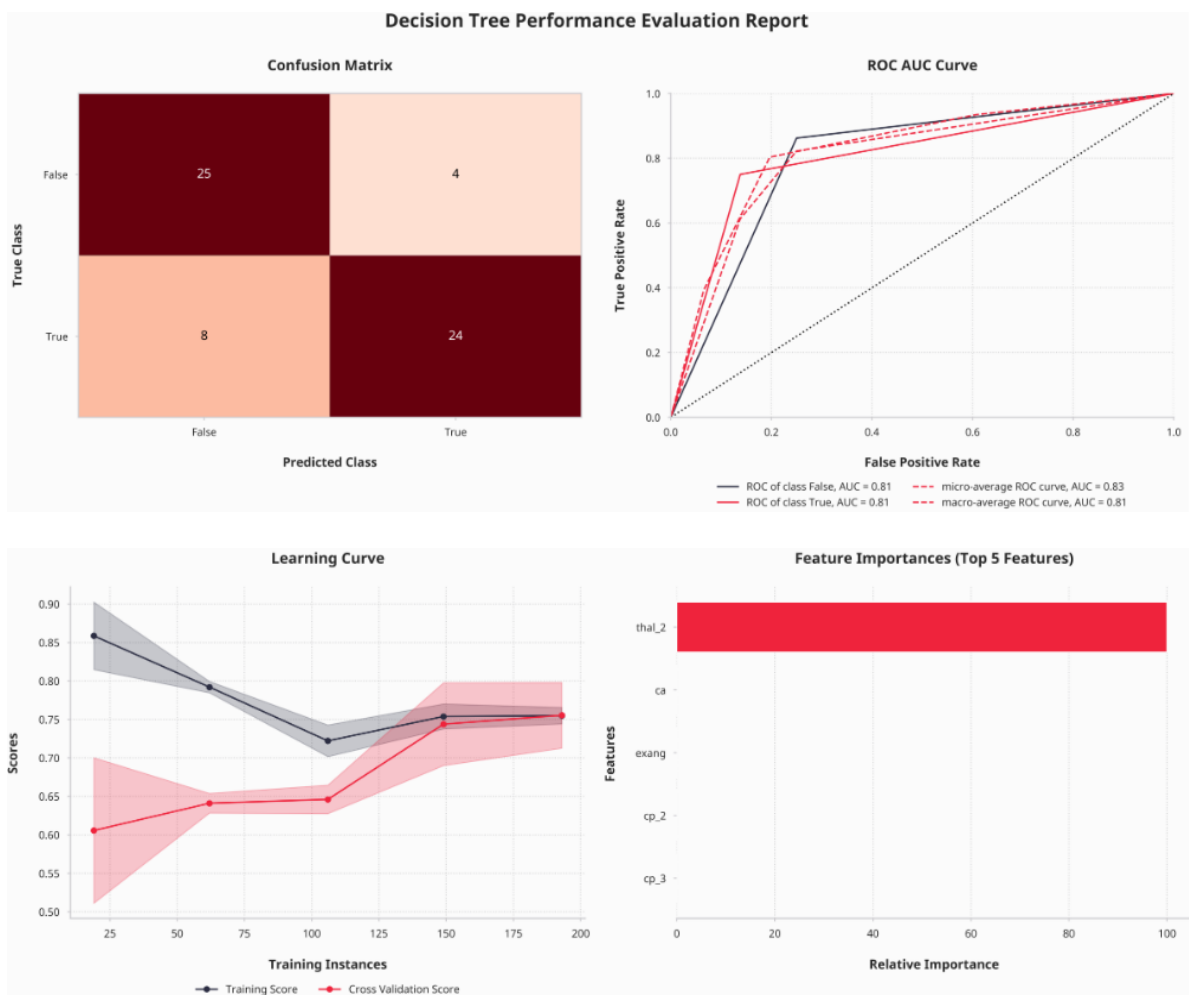 Decision Tree Performance Evaluation Report
Confusion Matrix
True Class
False
True
25
4
8
24
False
True
Predicted Class
ROC AUC Curve
True Positive Rate
1.0
0.8
0.6
0.4
0.2
0.0
0.0
0.2
0.4
0.6
0.8
1.0
False Positive Rate
ROC of class False, AUC = 0.81
ROC of class True, AUC = 0.81
micro-average ROC curve, AUC = 0.83
macro-average ROC curve, AUC = 0.81
Learning Curve
Scores
0.90
0.85
0.80
0.75
0.70
0.65
0.60
0.55
0.50
25
50
75
100
125
150
175
200
Training Instances
Training Score
Cross Validation Score
Feature Importances (Top 5 Features)
Features
thal_2
ca
exang
cp_2
cp_3
0
20
40
60
80
100
Relative Importance